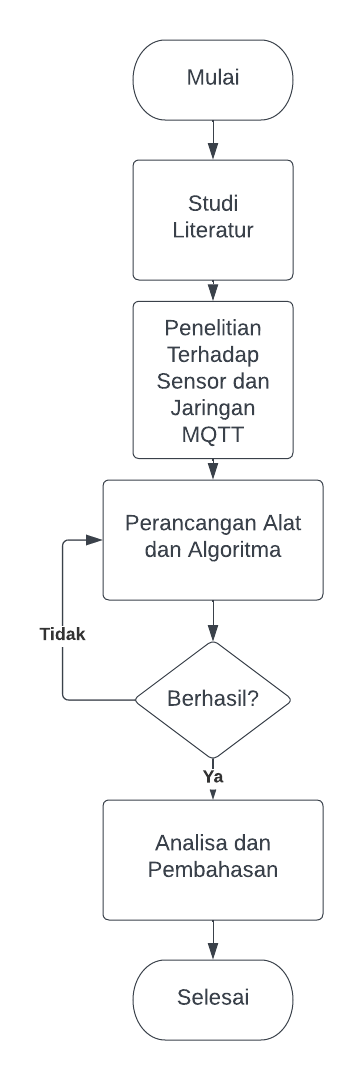 Mulai
Studi
Literatur
Penelitian
Terhadap
Sensor dan
Jaringan
MQTT
Perancangan Alat
dan Algoritma
Tidak
Berhasil?
Ya
Analisa dan
Pembahasan
Selesai